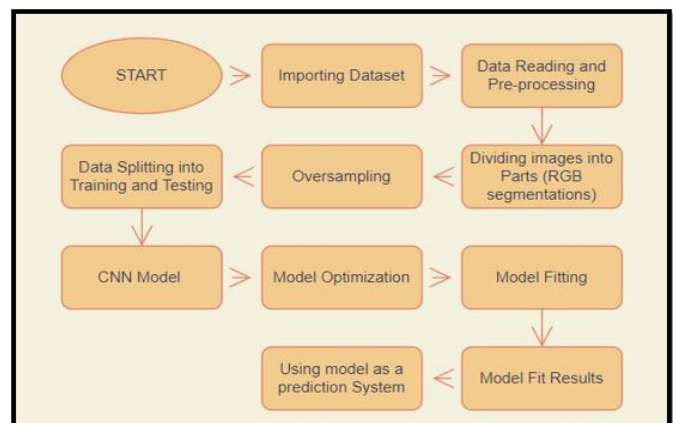 START
Importing Dataset
Data Reading and
Pre-processing
Dividing images into
Parts (RGB
segmentations)
Oversampling
Data Splitting into
Training and Testing
CNN Model
Model Optimization
Model Fitting
Model Fit Results
Using model as a
prediction System